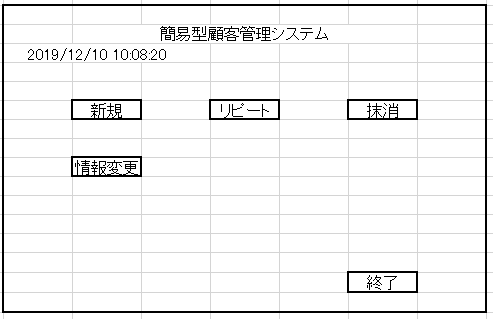 簡易型顧客管理システム
2019/12/10 10:08:20
新規 リピート 抹消
情報変更
終了